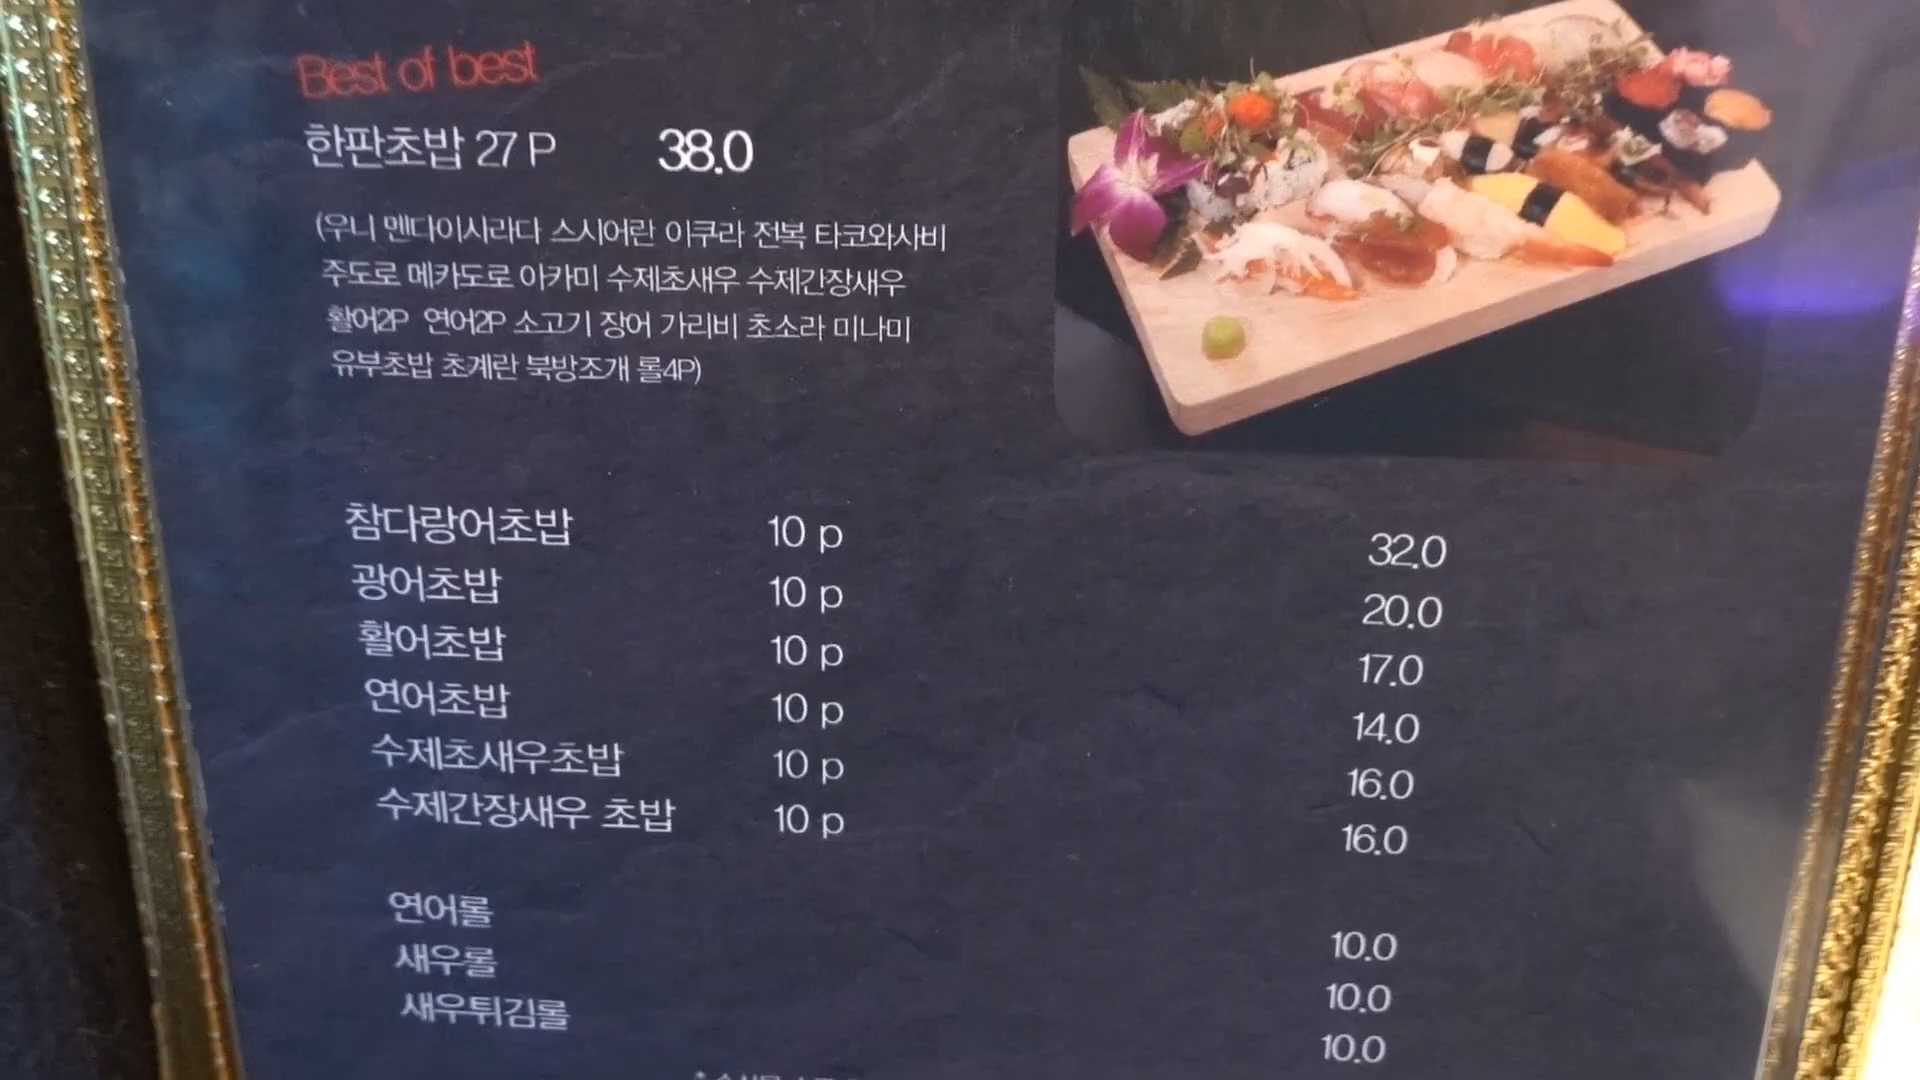 Best of best
한판초밥 27 P 38.0
(우니 멘다이시라다 스시어란 이쿠라 전복 타코와사비
주도로 메카도로 아카미 수제초새우 수제간장새우
활어2P 연어2P 소고기 장어 가리비 초소라 미나미
유부초밥 초계란 북방조개 롤4P)
참다랑어초밥 10 p 32.0
광어초밥 10 p 20.0
활어초밥 10 p 17.0
연어초밥 10 p 14.0
수제초새우초밥 10 p 16.0
수제간장새우 초밥 10 p 16.0
연어롤 10.0
새우롤 10.0
새우튀김롤 10.0